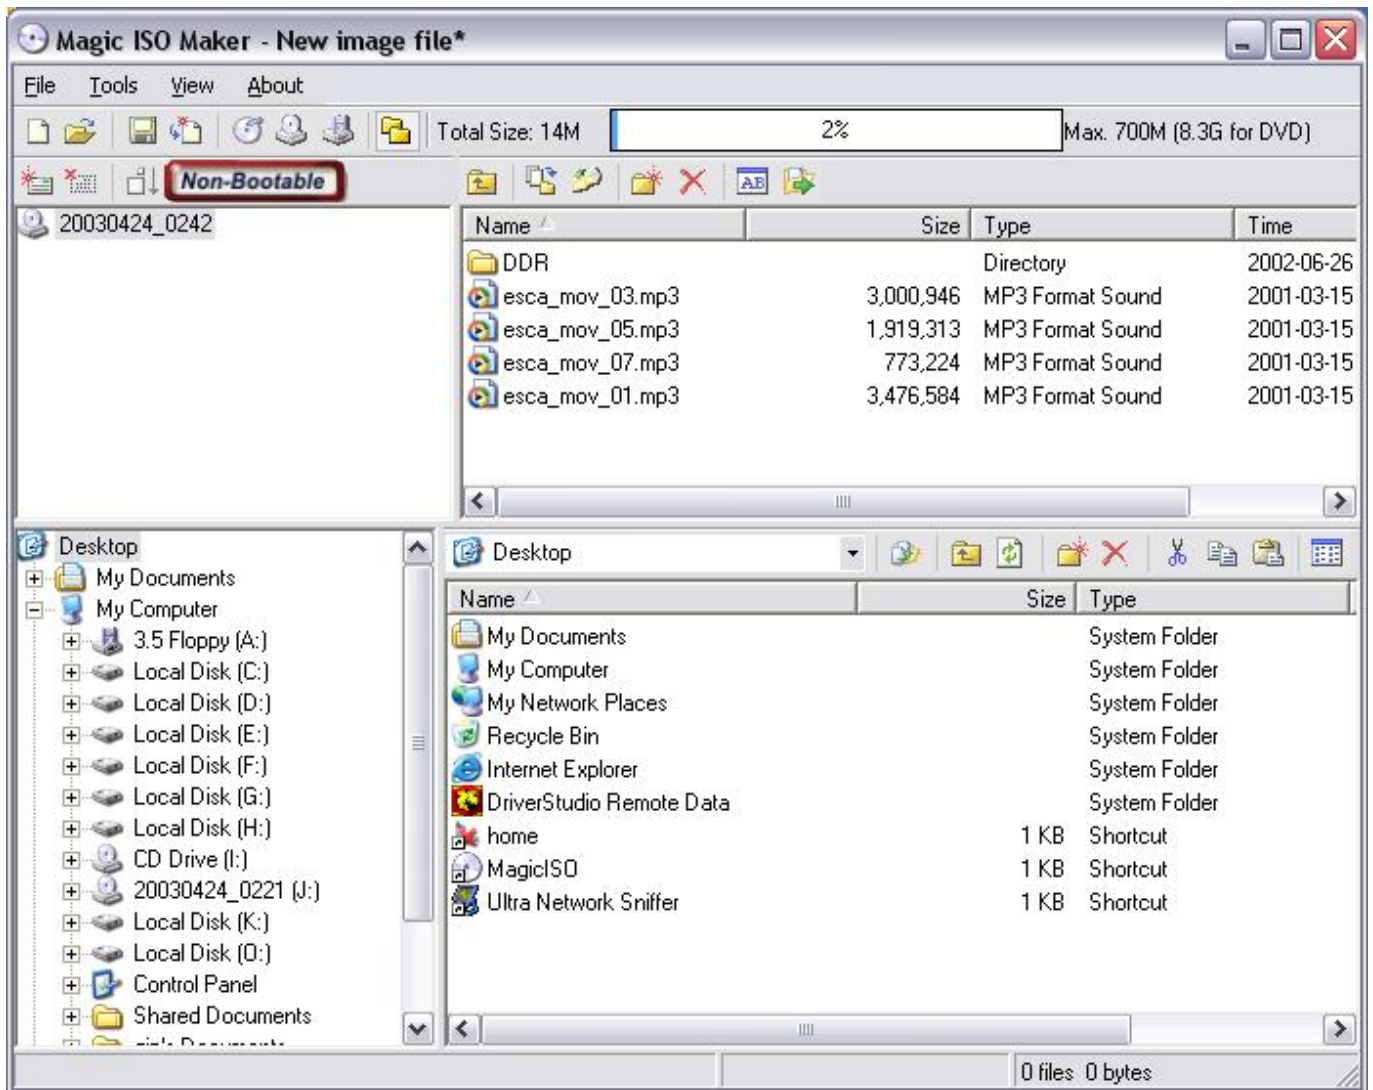 Magic ISO Maker - New image file*
File Tools View About
Total Size: 14M 2% Max. 700M (8.3G for DVD)
Non-Bootable AB
20030424_0242
Name Size Type Time
DDR Directory 2002-06-26
esca_mov_03.mp3 3,000,946 MP3 Format Sound 2001-03-15
esca_mov_05.mp3 1,919,313 MP3 Format Sound 2001-03-15
esca_mov_07.mp3 773,224 MP3 Format Sound 2001-03-15
esca_mov_01.mp3 3,476,584 MP3 Format Sound 2001-03-15
Desktop
My Documents
My Computer
3.5 Floppy (A:)
Local Disk (C:)
Local Disk (D:)
Local Disk (E:)
Local Disk (F:)
Local Disk (G:)
Local Disk (H:)
CD Drive (I:)
20030424_0221 (J:)
Local Disk (K:)
Local Disk (O:)
Control Panel
Shared Documents
Desktop
Name Size Type
My Documents System Folder
My Computer System Folder
My Network Places System Folder
Recycle Bin System Folder
Internet Explorer System Folder
DriverStudio Remote Data System Folder
home 1 KB Shortcut
MagicISO 1 KB Shortcut
Ultra Network Sniffer 1 KB Shortcut
0 files 0 bytes